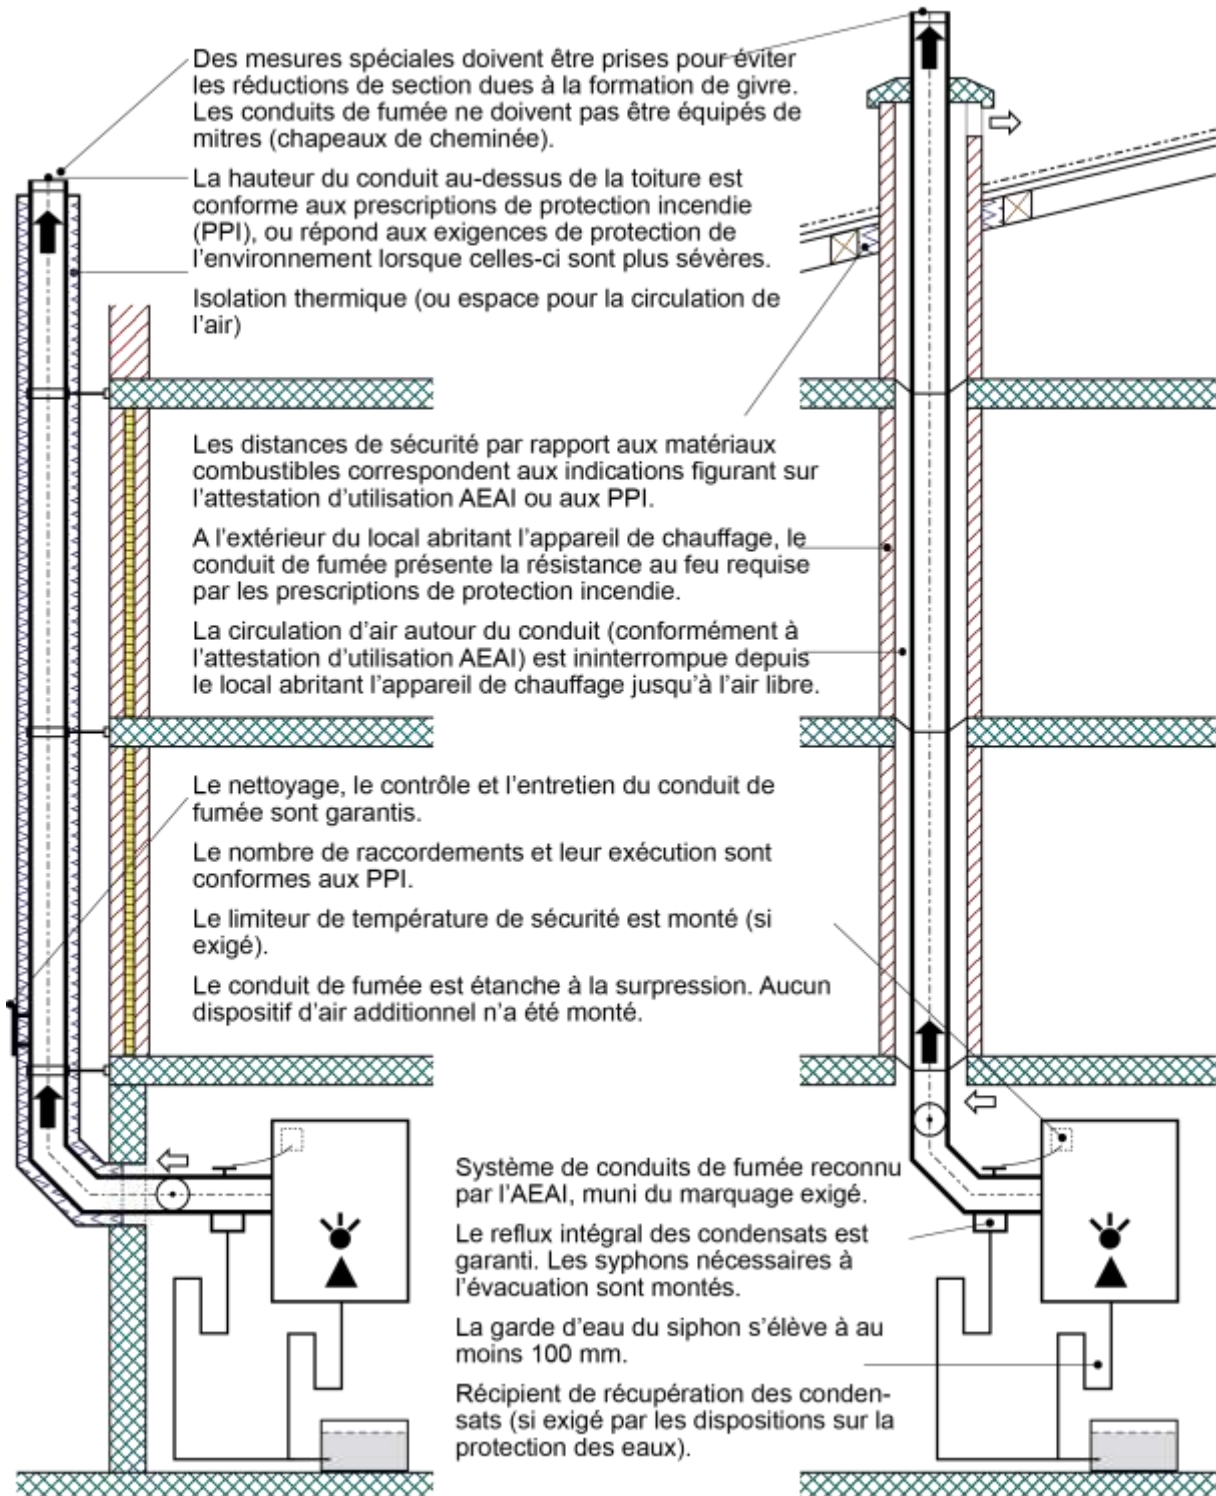 Des mesures spéciales doivent être prises pour éviter
les réductions de section dues à la formation de givre.
Les conduits de fumée ne doivent pas être équipés de
mitres (chapeaux de cheminée).
La hauteur du conduit au-dessus de la toiture est
conforme aux prescriptions de protection incendie
(PPI), ou répond aux exigences de protection de
l'environnement lorsque celles-ci sont plus sévères.
Isolation thermique (ou espace pour la circulation de
l'air)
Les distances de sécurité par rapport aux matériaux
combustibles correspondent aux indications figurant sur
l'attestation d'utilisation AEAI ou aux PPI.
A l'extérieur du local abritant l'appareil de chauffage, le
conduit de fumée présente la résistance au feu requise
par les prescriptions de protection incendie.
La circulation d'air autour du conduit (conformément à
l'attestation d'utilisation AEAI) est ininterrompue depuis
le local abritant l'appareil de chauffage jusqu'à l'air libre.
Le nettoyage, le contrôle et l'entretien du conduit de
fumée sont garantis.
Le nombre de raccordements et leur exécution sont
conformes aux PPI.
Le limiteur de température de sécurité est monté (si
exigé).
Le conduit de fumée est étanche à la surpression. Aucun
dispositif d'air additionnel n'a été monté.
Système de conduits de fumée reconnu
par l'AEAI, muni du marquage exigé.
Le reflux intégral des condensats est
garanti. Les syphons nécessaires à
l'évacuation sont montés.
La garde d'eau du siphon s'élève à au
moins 100 mm.
Récipient de récupération des conden-
sats (si exigé par les dispositions sur la
protection des eaux).